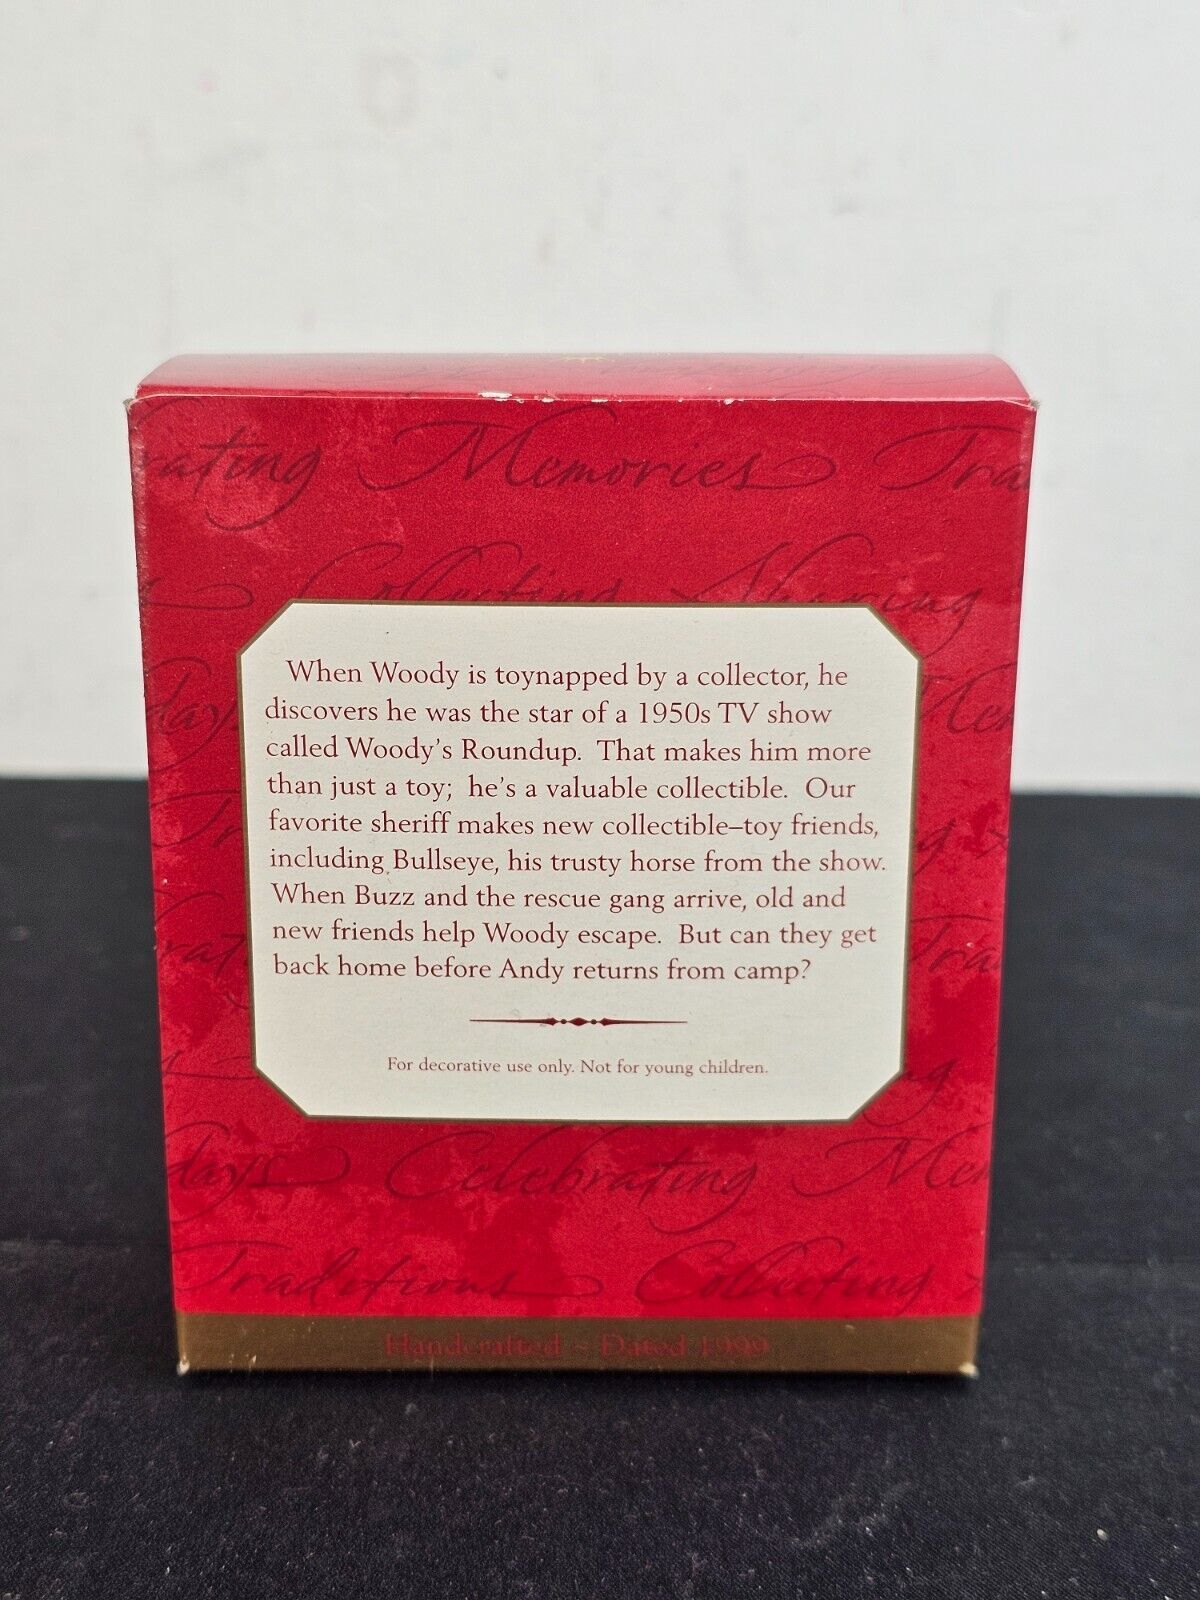 Memories
Collecting Sharing
When Woody is toynapped by a collector, he
discovers he was the star of a 1950s TV show
called Woody's Roundup. That makes him more
than just a toy; he's a valuable collectible. Our
favorite sheriff makes new collectible–toy friends,
including Bullseye, his trusty horse from the show.
When Buzz and the rescue gang arrive, old and
new friends help Woody escape. But can they get
back home before Andy returns from camp?
For decorative use only. Not for young children.
Celebrating
Traditions Collecting
Handcrafted ~ Dated 1999